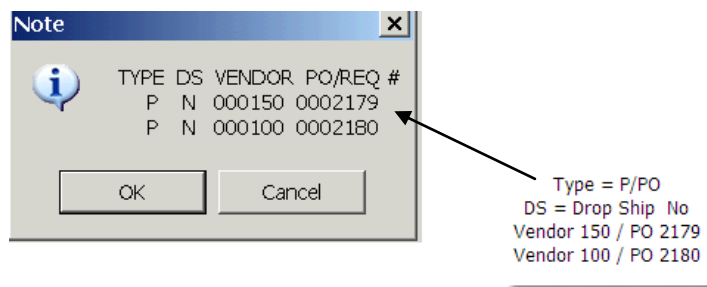 Note
TYPE DS VENDOR PO/REQ #
P N 000150 0002179
P N 000100 0002180
OK
Cancel
Type = P/PO
DS = Drop Ship No
Vendor 150 / PO 2179
Vendor 100 / PO 2180